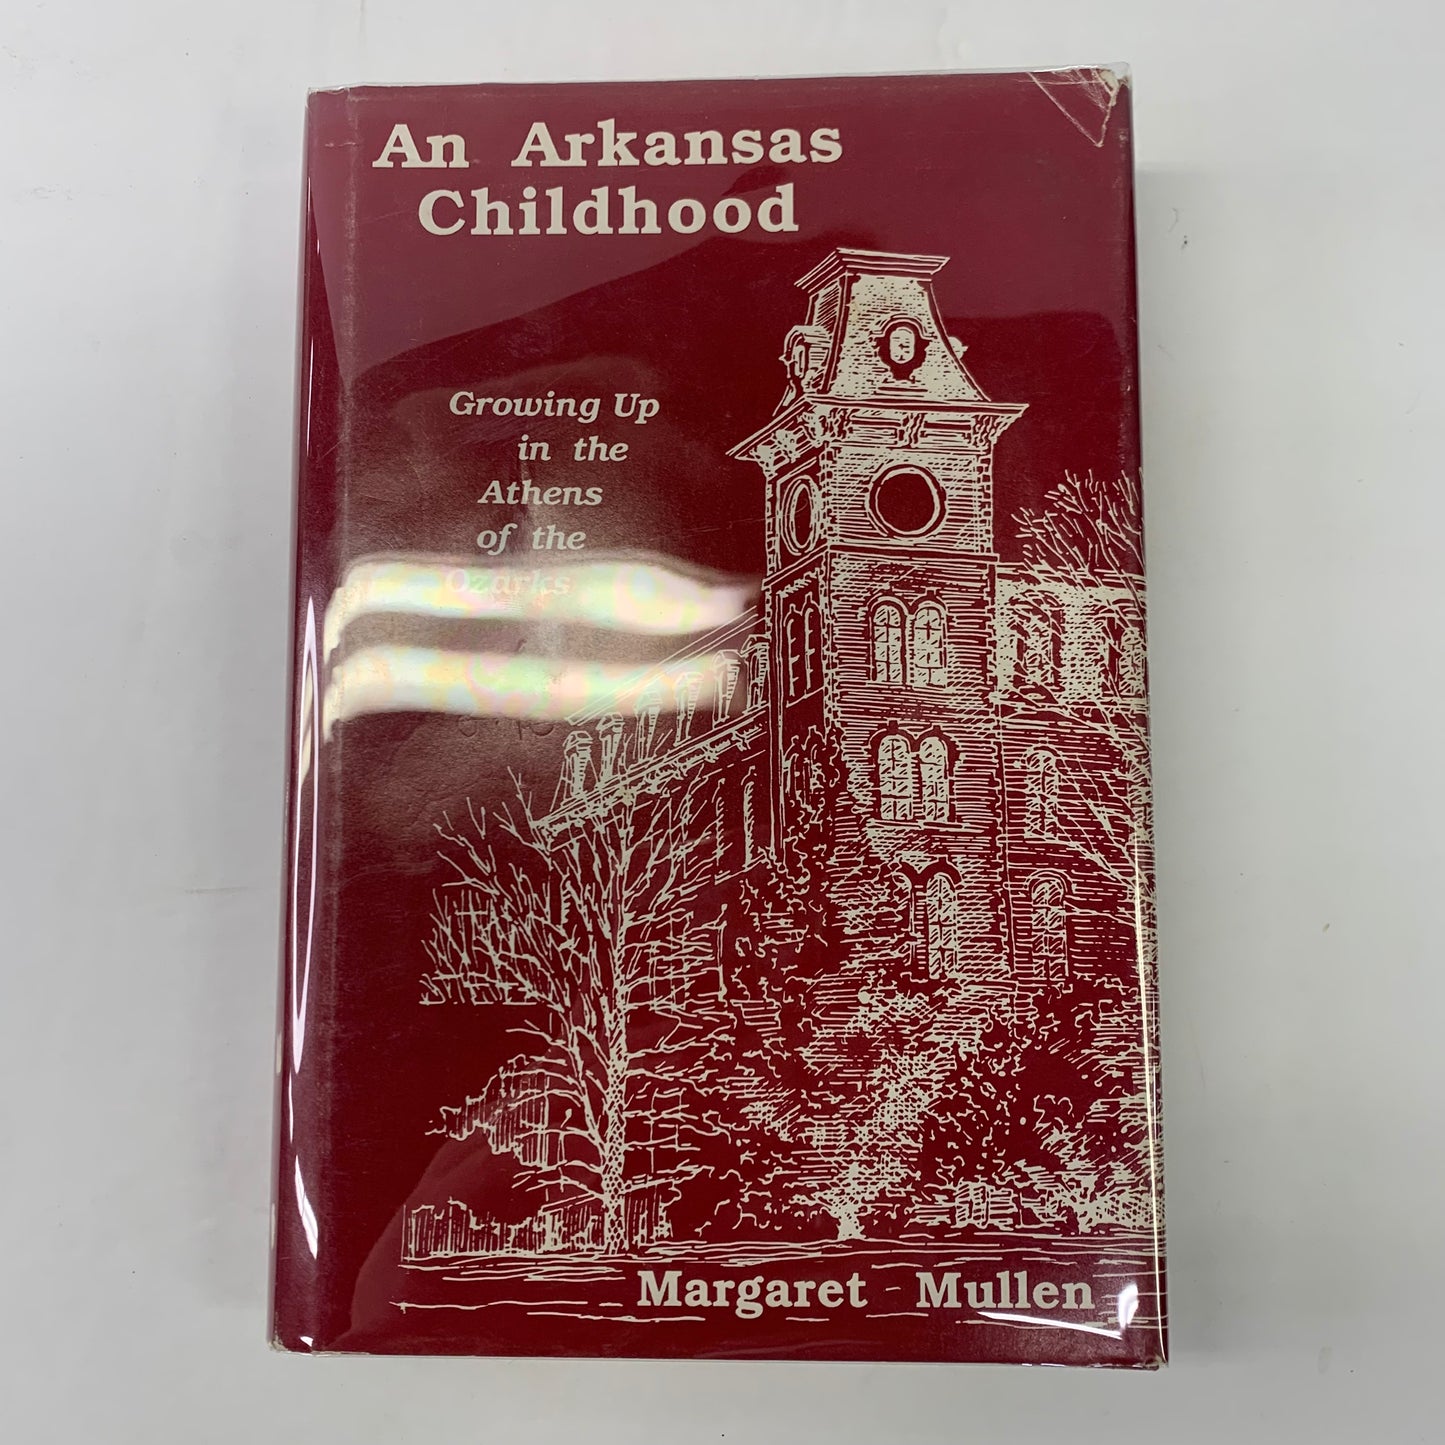 An Arkansas
Childhood
Growing Up
in the
Athens
of the
Ozarks
Margaret Mullen